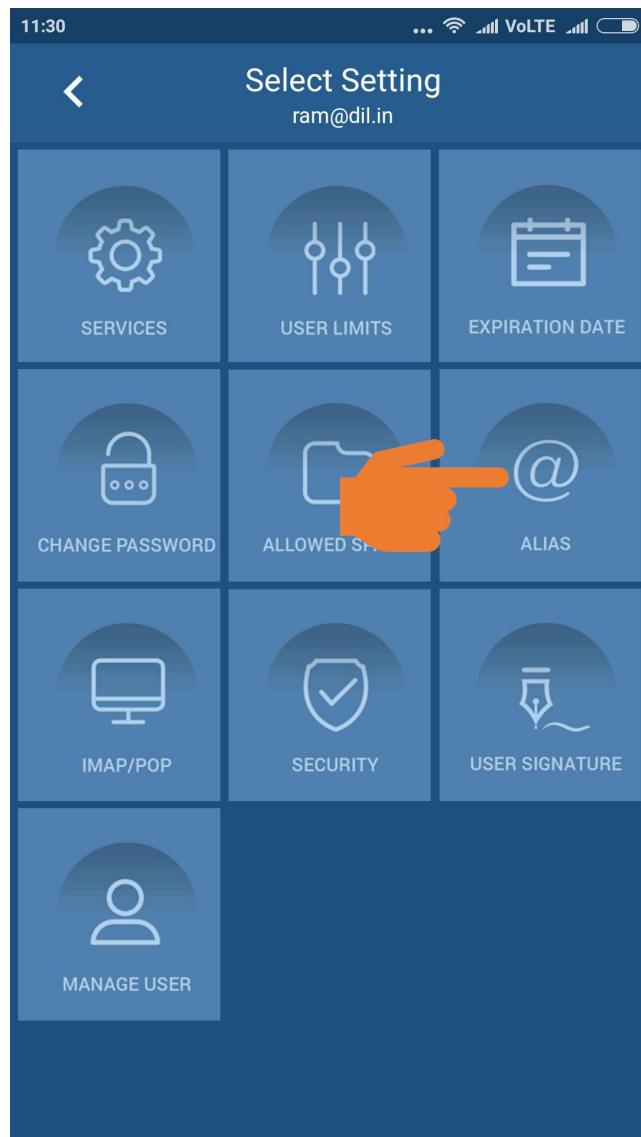 11:30 ... VoLTE
Select Setting
ram@dil.in
SERVICES USER LIMITS EXPIRATION DATE
CHANGE PASSWORD ALLOWED ALIAS
IMAP/POP SECURITY USER SIGNATURE
MANAGE USER